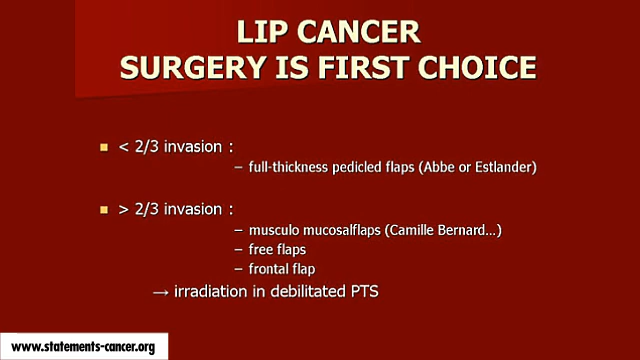 LIP CANCER
SURGERY IS FIRST CHOICE
< 2/3 invasion :
– full-thickness pedicled flaps (Abbe or Estlander)
> 2/3 invasion :
– musculo mucosalflaps (Camille Bernard...)
– free flaps
– frontal flap
→ irradiation in debilitated PTS
www.statements-cancer.org